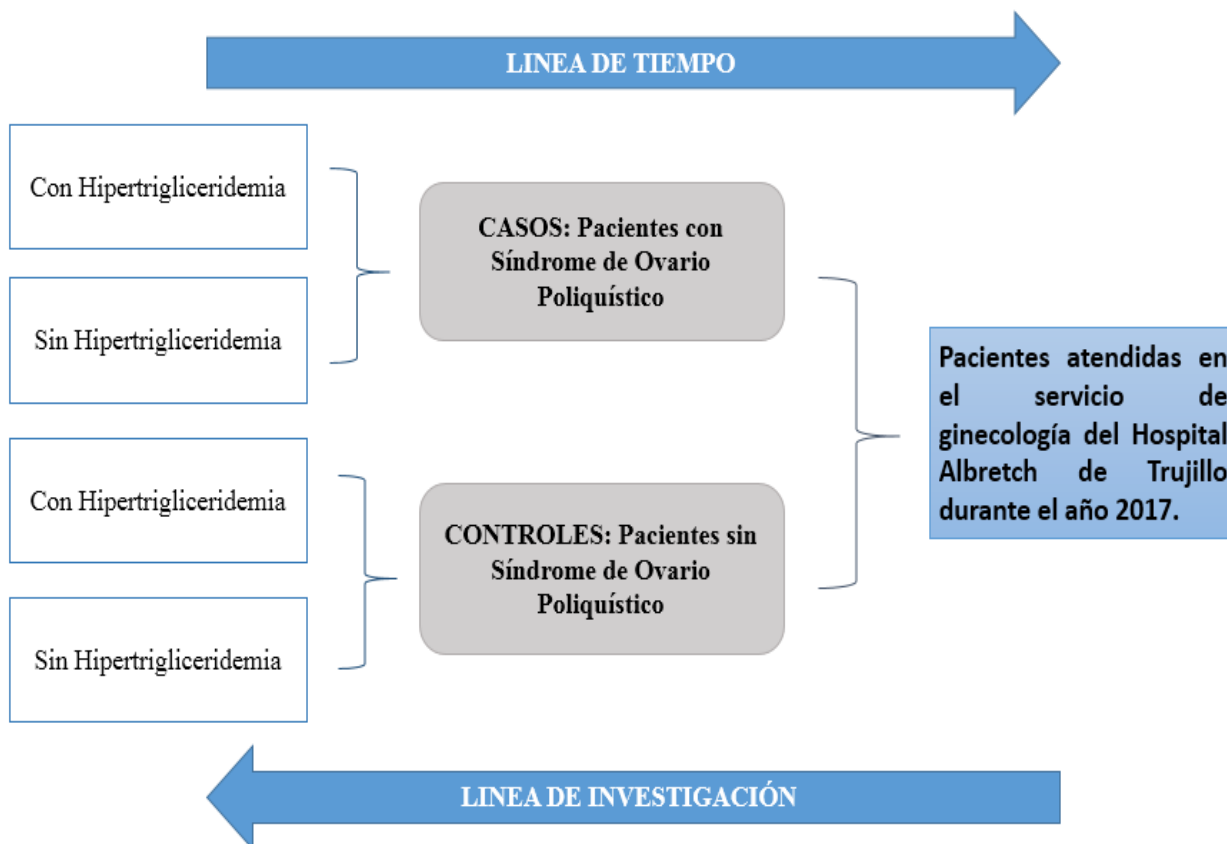 LINEA DE TIEMPO
Con Hipertrigliceridemia
Sin Hipertrigliceridemia
CASOS: Pacientes con
Síndrome de Ovario
Poliquístico
Con Hipertrigliceridemia
Sin Hipertrigliceridemia
CONTROLES: Pacientes sin
Síndrome de Ovario
Poliquístico
Pacientes atendidas en
el servicio de
ginecología del Hospital
Albretch de Trujillo
durante el año 2017.
LINEA DE INVESTIGACIÓN